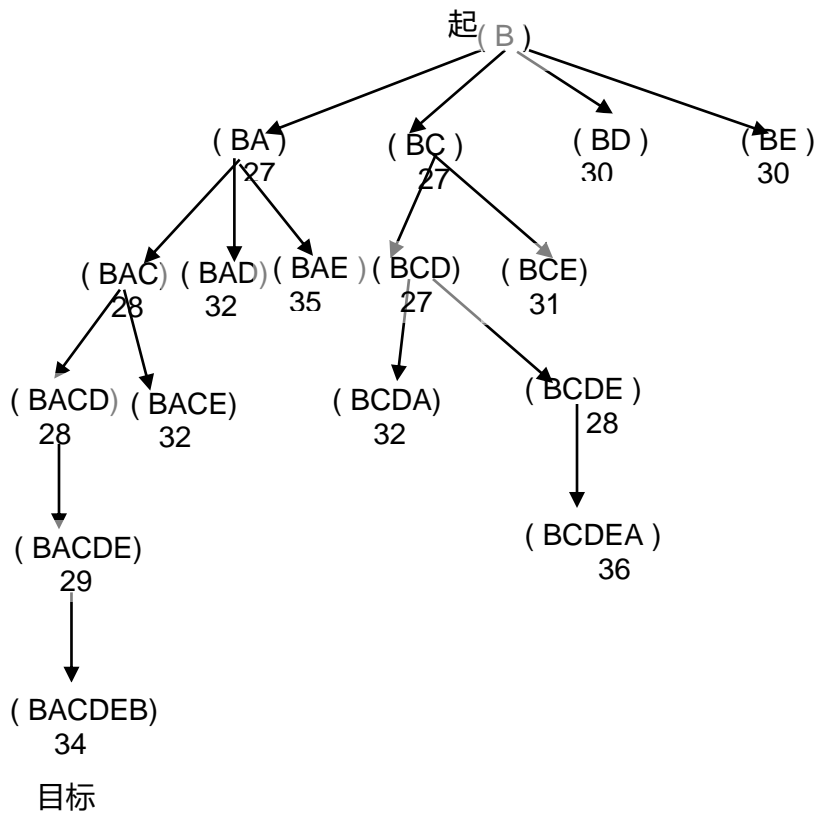 起( B )
( BA ) ( BC ) ( BD ) ( BE )
27 27 30 30
( BAC) ( BAD) ( BAE ) ( BCD) ( BCE)
28 32 35 27 31
( BACD) ( BACE) ( BCDA) ( BCDE )
28 32 32 28
( BACDE) ( BCDEA )
29 36
( BACDEB)
34
目标